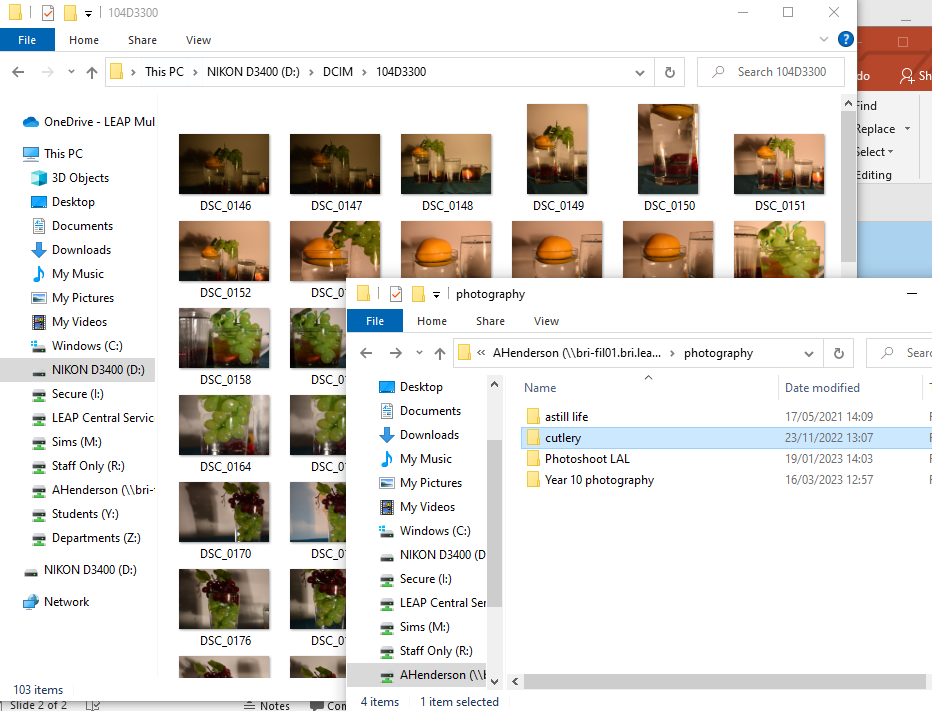 104D3300
File Home Share View
This PC > NIKON D3400 (D:) > DCIM > 104D3300
Search 104D3300
OneDrive - LEAP Mul
This PC
3D Objects
Desktop
Documents
Downloads
My Music
My Pictures
My Videos
Windows (C:)
NIKON D3400 (D:)
Secure (I:)
LEAP Central Servic
Sims (M:)
Staff Only (R:)
AHenderson (\\bri-
Students (Y:)
Departments (Z:)
NIKON D3400 (D:)
Network
103 items
DSC_0146 DSC_0147 DSC_0148 DSC_0149 DSC_0150 DSC_0151
DSC_0152 DSC_0
DSC_0158 DSC_0
DSC_0164 DSC_0
DSC_0170 DSC_0
DSC_0176 DSC_0
do Sh
Find
Replace
Select
Editing
photography
File Home Share View
« AHenderson (\\bri-fil01.bri.lea... > photography
Searc
Desktop
Documents
Downloads
My Music
My Pictures
My Videos
Windows (C:)
NIKON D3400 (D
Secure (I:)
LEAP Central Ser
Sims (M:)
Staff Only (R:)
AHenderson (\\b
Name Date modified
astill life 17/05/2021 14:09
cutlery 23/11/2022 13:07
Photoshoot LAL 19/01/2023 14:03
Year 10 photography 16/03/2023 12:57
4 items 1 item selected
Slide 2 of 2 Notes Con